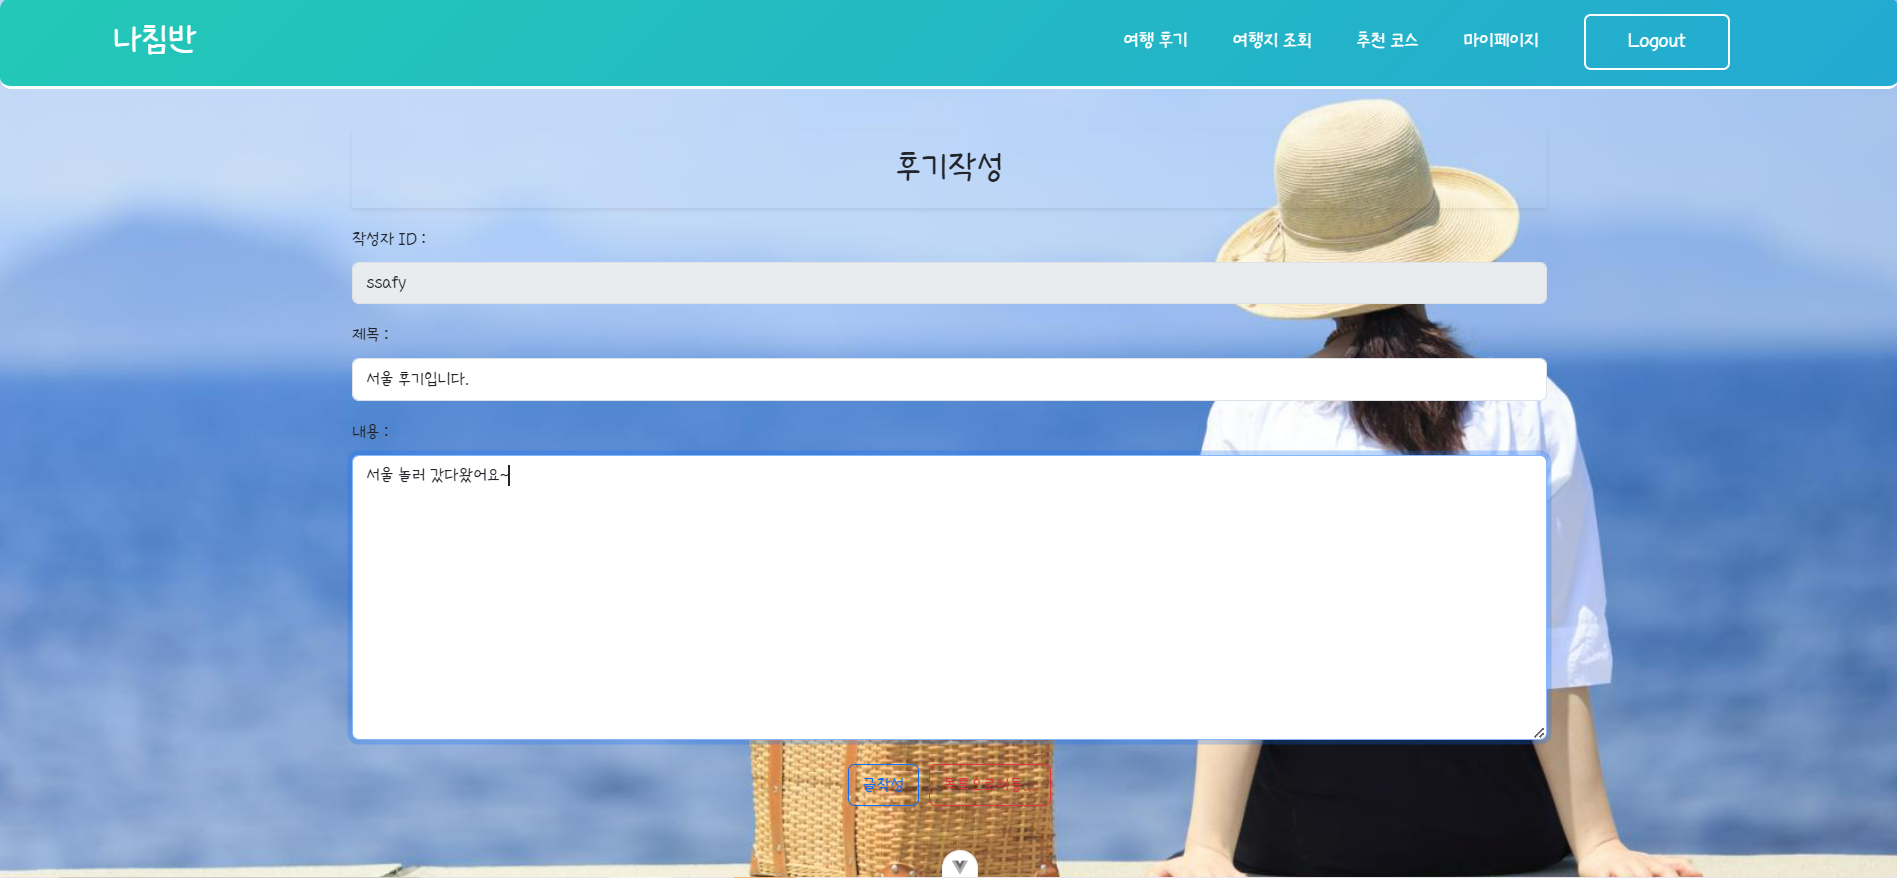 나침반
여행 후기 여행지 조회 추천 코스 마이페이지 Logout
후기작성
작성자 ID :
ssafy
제목 :
서울 후기입니다.
내용 :
서울 놀러 갔다왔어요~
글작성